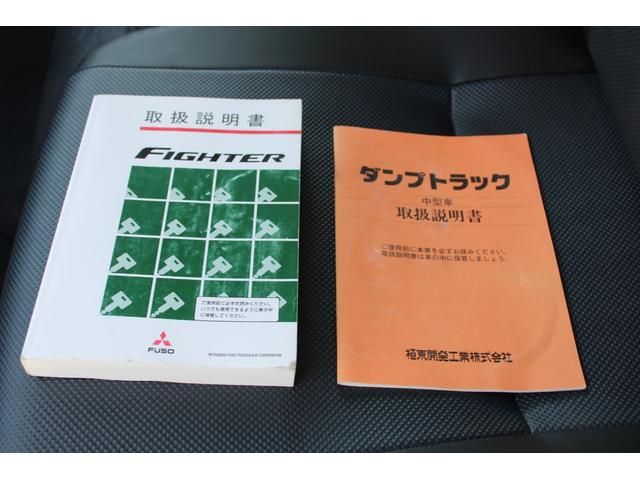 取扱説明書
FIGHTER
ご使用前に必ずお読みください。
いつでも使用できるように車の中
に保管してください。
FUSO
MITSUBISHI FUSO TRUCK & BUS CORPORATION
ダンプトラック
中型車
取扱説明書
ご使用前に本書を必ずお読みください。
取扱説明書は車の中に保管しましょう。
極東開発工業株式会社